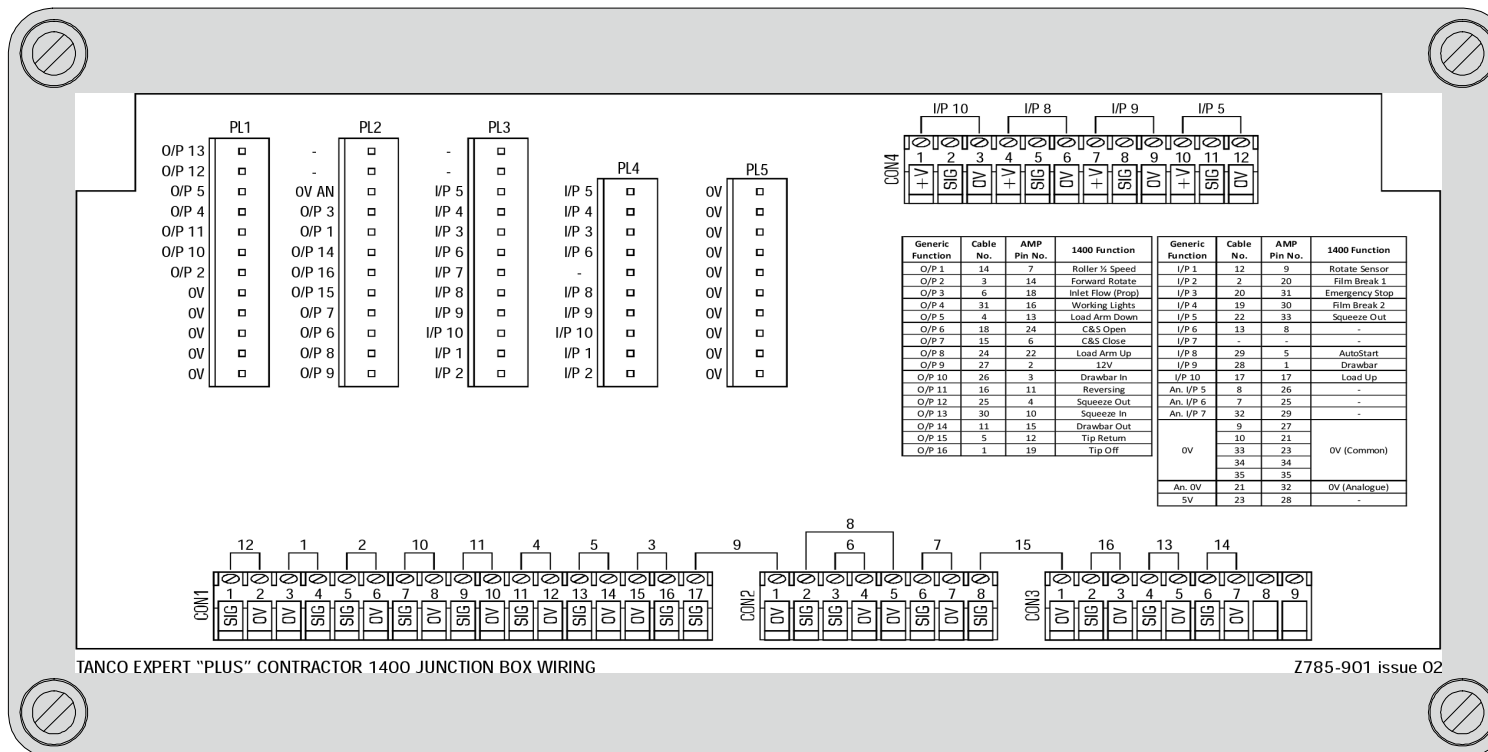 I/P 10 I/P 8 I/P 9 I/P 5
CON4
1 2 3 4 5 6 7 8 9 10 11 12
+V SIG 0V +V SIG 0V +V SIG 0V +V SIG 0V
PL1
O/P 13
O/P 12
O/P 5
O/P 4
O/P 11
O/P 10
O/P 2
0V
0V
0V
0V
0V
PL2
-
-
0V AN
O/P 3
O/P 1
O/P 14
O/P 16
O/P 15
O/P 7
O/P 6
O/P 8
O/P 9
PL3
-
-
I/P 5
I/P 4
I/P 3
I/P 6
I/P 7
I/P 8
I/P 9
I/P 10
I/P 1
I/P 2
PL4
I/P 5
I/P 4
I/P 3
I/P 6
-
I/P 8
I/P 9
I/P 10
I/P 1
I/P 2
PL5
0V
0V
0V
0V
0V
0V
0V
0V
0V
0V
Generic Function Cable No. AMP Pin No. 1400 Function
O/P 1 14 7 Roller ½ Speed
O/P 2 3 14 Forward Rotate
O/P 3 6 18 Inlet Flow (Prop)
O/P 4 31 16 Working Lights
O/P 5 4 13 Load Arm Down
O/P 6 18 24 C&S Open
O/P 7 15 6 C&S Close
O/P 8 24 22 Load Arm Up
O/P 9 27 2 12V
O/P 10 26 3 Drawbar In
O/P 11 16 11 Reversing
O/P 12 25 4 Squeeze Out
O/P 13 30 10 Squeeze In
O/P 14 11 15 Drawbar Out
O/P 15 5 12 Tip Return
O/P 16 1 19 Tip Off
Generic Function Cable No. AMP Pin No. 1400 Function
I/P 1 12 9 Rotate Sensor
I/P 2 2 20 Film Break 1
I/P 3 20 31 Emergency Stop
I/P 4 19 30 Film Break 2
I/P 5 22 33 Squeeze Out
I/P 6 13 8 -
I/P 7 - - -
I/P 8 29 5 AutoStart
I/P 9 28 1 Drawbar
I/P 10 17 17 Load Up
An. I/P 5 8 26 -
An. I/P 6 7 25 -
An. I/P 7 32 29 -
9 27
10 21
0V 33 23 0V (Common)
34 34
35 35
An. 0V 21 32 0V (Analogue)
5V 23 28 -
12 1 2 10 11 4 5 3 9
CON1
1 2 3 4 5 6 7 8 9 10 11 12 13 14 15 16 17
SIG 0V 0V SIG SIG 0V SIG 0V SIG 0V SIG 0V SIG 0V 0V SIG SIG
8
6 7 15
CON2
1 2 3 4 5 6 7 8
0V SIG SIG 0V 0V SIG 0V SIG
16 13 14
CON3
1 2 3 4 5 6 7 8 9
0V SIG 0V SIG 0V SIG 0V
TANCO EXPERT “PLUS” CONTRACTOR 1400 JUNCTION BOX WIRING
Z785-901 issue 02